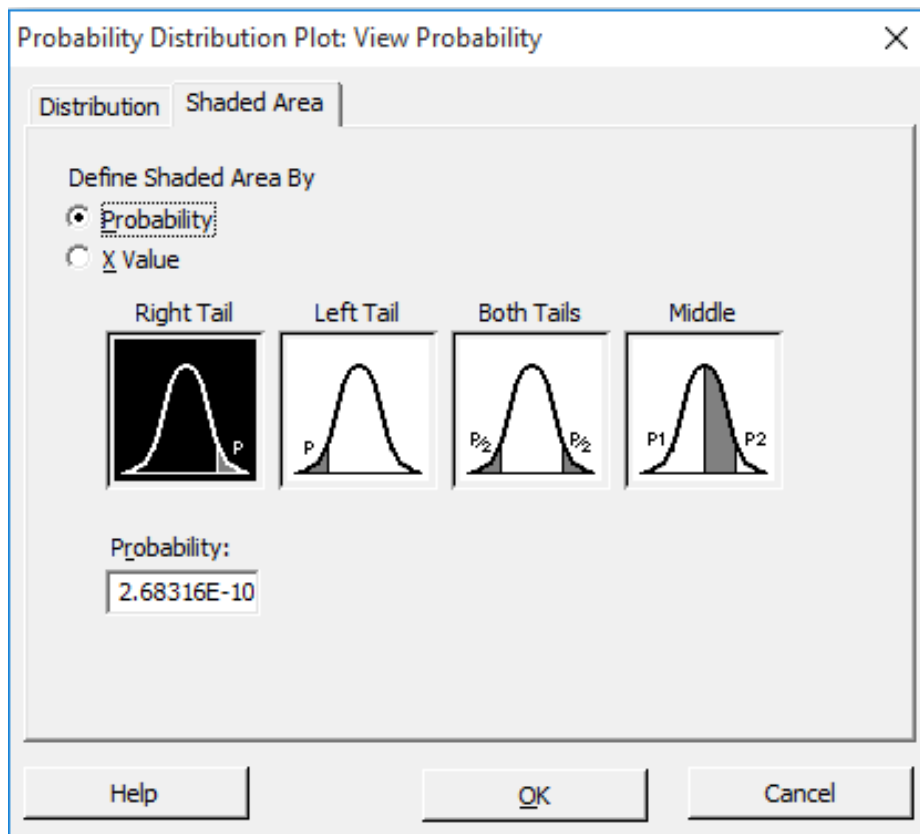 Probability Distribution Plot: View Probability
Distribution Shaded Area
Define Shaded Area By
Probability
X Value
Right Tail Left Tail Both Tails Middle
P P P/2 P/2 P1 P2
Probability:
2.68316E-10
Help OK Cancel